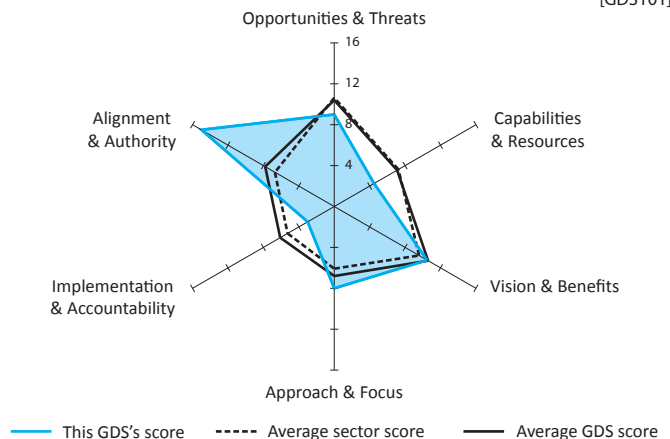 [GDS101]
Opportunities & Threats
16
12
8
4
Alignment
& Authority
Capabilities
& Resources
Implementation
& Accountability
Vision & Benefits
Approach & Focus
This GDS's score
Average sector score
Average GDS score